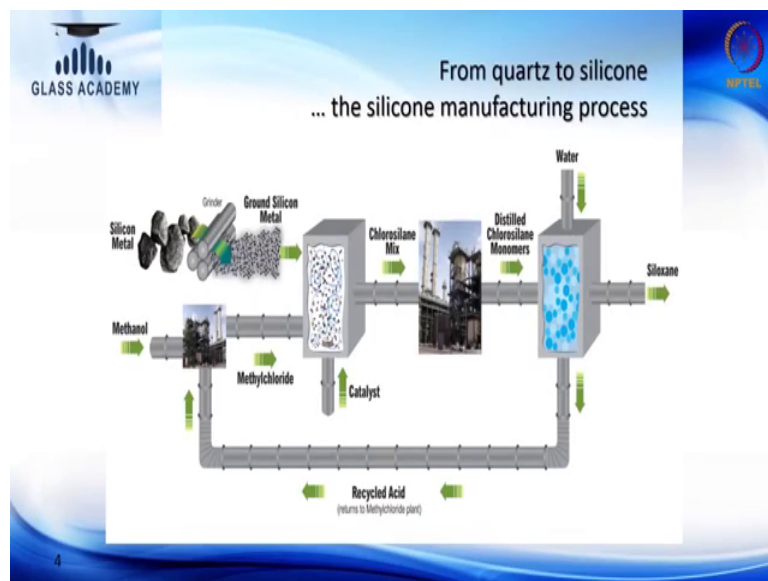 GLASS ACADEMY
NPTEL
From quartz to silicone
... the silicone manufacturing process
Water
Grinder
Ground Silicon
Metal
Silicon
Metal
Chlorosilane
Mix
Distilled
Chlorosilane
Monomers
Siloxane
Methanol
Methylchloride
Catalyst
Recycled Acid
(returns to Methylchloride plant)
4